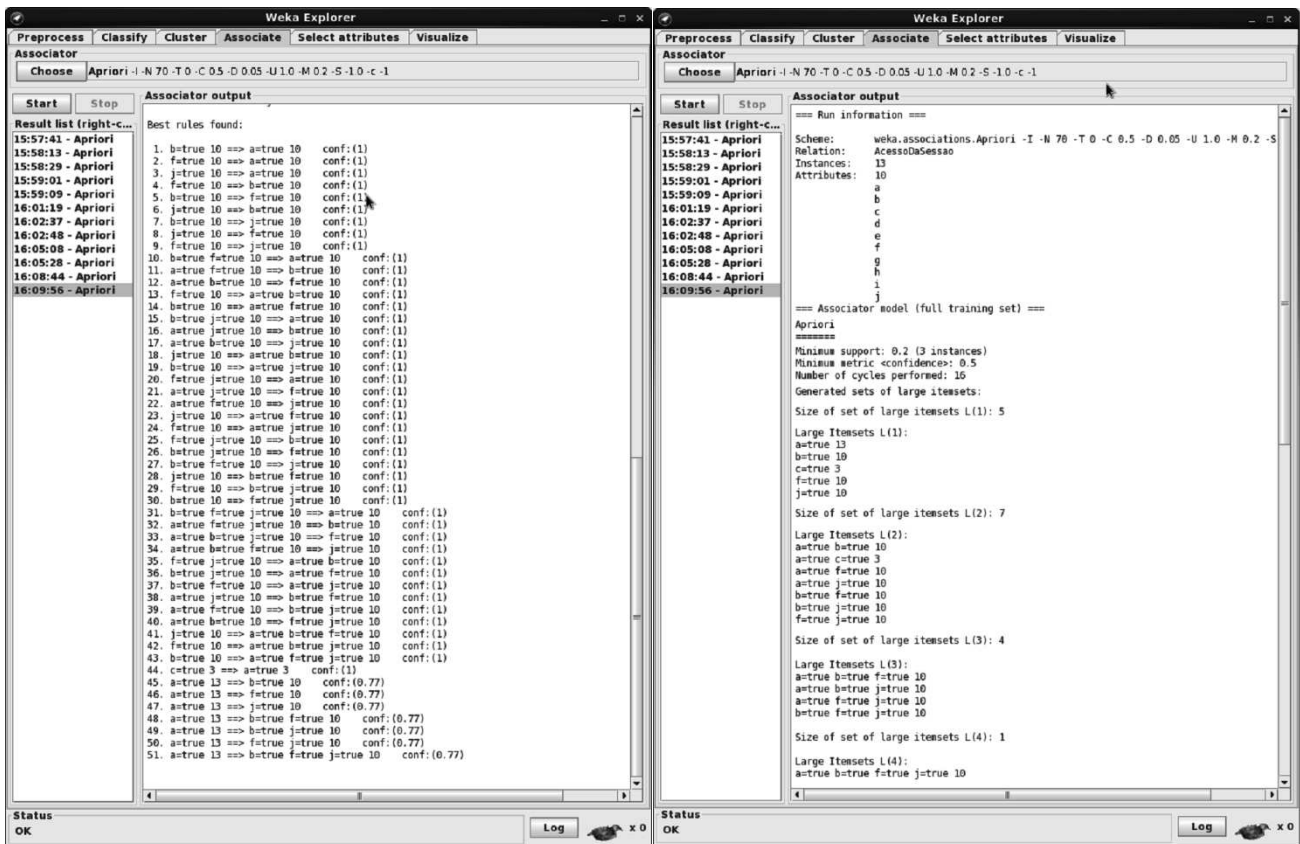 Weka Explorer
Preprocess Classify Cluster Associate Select attributes Visualize
Associator
Choose Apriori -I -N 70 -T 0 -C 0.5 -D 0.05 -U 1.0 -M 0.2 -S -1.0 -c -1
Start Stop
Result list (right-c...
15:57:41 - Apriori
15:58:13 - Apriori
15:58:29 - Apriori
15:59:01 - Apriori
15:59:09 - Apriori
16:01:19 - Apriori
16:02:37 - Apriori
16:02:48 - Apriori
16:05:08 - Apriori
16:05:28 - Apriori
16:08:44 - Apriori
16:09:56 - Apriori
Associator output
Best rules found:
1. b=true 10 ==> a=true 10 conf:(1)
2. f=true 10 ==> a=true 10 conf:(1)
3. j=true 10 ==> a=true 10 conf:(1)
4. f=true 10 ==> b=true 10 conf:(1)
5. b=true 10 ==> f=true 10 conf:(1)
6. j=true 10 ==> b=true 10 conf:(1)
7. b=true 10 ==> j=true 10 conf:(1)
8. j=true 10 ==> f=true 10 conf:(1)
9. f=true 10 ==> j=true 10 conf:(1)
10. b=true f=true 10 ==> a=true 10 conf:(1)
11. a=true f=true 10 ==> b=true 10 conf:(1)
12. a=true b=true 10 ==> f=true 10 conf:(1)
13. f=true 10 ==> a=true b=true 10 conf:(1)
14. b=true 10 ==> a=true f=true 10 conf:(1)
15. b=true j=true 10 ==> a=true 10 conf:(1)
16. a=true j=true 10 ==> b=true 10 conf:(1)
17. a=true b=true 10 ==> j=true 10 conf:(1)
18. j=true 10 ==> a=true b=true 10 conf:(1)
19. b=true 10 ==> a=true j=true 10 conf:(1)
20. f=true j=true 10 ==> a=true 10 conf:(1)
21. a=true j=true 10 ==> f=true 10 conf:(1)
22. a=true f=true 10 ==> j=true 10 conf:(1)
23. j=true 10 ==> a=true f=true 10 conf:(1)
24. f=true 10 ==> a=true j=true 10 conf:(1)
25. f=true j=true 10 ==> b=true 10 conf:(1)
26. b=true j=true 10 ==> f=true 10 conf:(1)
27. b=true f=true 10 ==> j=true 10 conf:(1)
28. j=true 10 ==> b=true f=true 10 conf:(1)
29. f=true 10 ==> b=true j=true 10 conf:(1)
30. b=true 10 ==> f=true j=true 10 conf:(1)
31. b=true f=true j=true 10 ==> a=true 10 conf:(1)
32. a=true f=true j=true 10 ==> b=true 10 conf:(1)
33. a=true b=true j=true 10 ==> f=true 10 conf:(1)
34. a=true b=true f=true 10 ==> j=true 10 conf:(1)
35. f=true j=true 10 ==> a=true b=true 10 conf:(1)
36. b=true j=true 10 ==> a=true f=true 10 conf:(1)
37. b=true f=true 10 ==> a=true j=true 10 conf:(1)
38. a=true j=true 10 ==> b=true f=true 10 conf:(1)
39. a=true f=true 10 ==> b=true j=true 10 conf:(1)
40. a=true b=true 10 ==> f=true j=true 10 conf:(1)
41. j=true 10 ==> a=true b=true f=true 10 conf:(1)
42. f=true 10 ==> a=true b=true j=true 10 conf:(1)
43. b=true 10 ==> a=true f=true j=true 10 conf:(1)
44. c=true 3 ==> a=true 3 conf:(1)
45. a=true 13 ==> b=true 10 conf:(0.77)
46. a=true 13 ==> f=true 10 conf:(0.77)
47. a=true 13 ==> j=true 10 conf:(0.77)
48. a=true 13 ==> b=true f=true 10 conf:(0.77)
49. a=true 13 ==> b=true j=true 10 conf:(0.77)
50. a=true 13 ==> f=true j=true 10 conf:(0.77)
51. a=true 13 ==> b=true f=true j=true 10 conf:(0.77)
Status
OK
Log x 0
Weka Explorer
Preprocess Classify Cluster Associate Select attributes Visualize
Associator
Choose Apriori -I -N 70 -T 0 -C 0.5 -D 0.05 -U 1.0 -M 0.2 -S -1.0 -c -1
Start Stop
Result list (right-c...
15:57:41 - Apriori
15:58:13 - Apriori
15:58:29 - Apriori
15:59:01 - Apriori
15:59:09 - Apriori
16:01:19 - Apriori
16:02:37 - Apriori
16:02:48 - Apriori
16:05:08 - Apriori
16:05:28 - Apriori
16:08:44 - Apriori
16:09:56 - Apriori
Associator output
=== Run information ===
Scheme: weka.associations.Apriori -I -N 70 -T 0 -C 0.5 -D 0.05 -U 1.0 -M 0.2 -S
Relation: AcessoDaSessao
Instances: 13
Attributes: 10
a
b
c
d
e
f
g
h
i
j
=== Associator model (full training set) ===
Apriori
=======
Minimum support: 0.2 (3 instances)
Minimum metric <confidence>: 0.5
Number of cycles performed: 16
Generated sets of large itemsets:
Size of set of large itemsets L(1): 5
Large Itemsets L(1):
a=true 13
b=true 10
c=true 3
f=true 10
j=true 10
Size of set of large itemsets L(2): 7
Large Itemsets L(2):
a=true b=true 10
a=true c=true 3
a=true f=true 10
a=true j=true 10
b=true f=true 10
b=true j=true 10
f=true j=true 10
Size of set of large itemsets L(3): 4
Large Itemsets L(3):
a=true b=true f=true 10
a=true b=true j=true 10
a=true f=true j=true 10
b=true f=true j=true 10
Size of set of large itemsets L(4): 1
Large Itemsets L(4):
a=true b=true f=true j=true 10
Status
OK
Log x 0